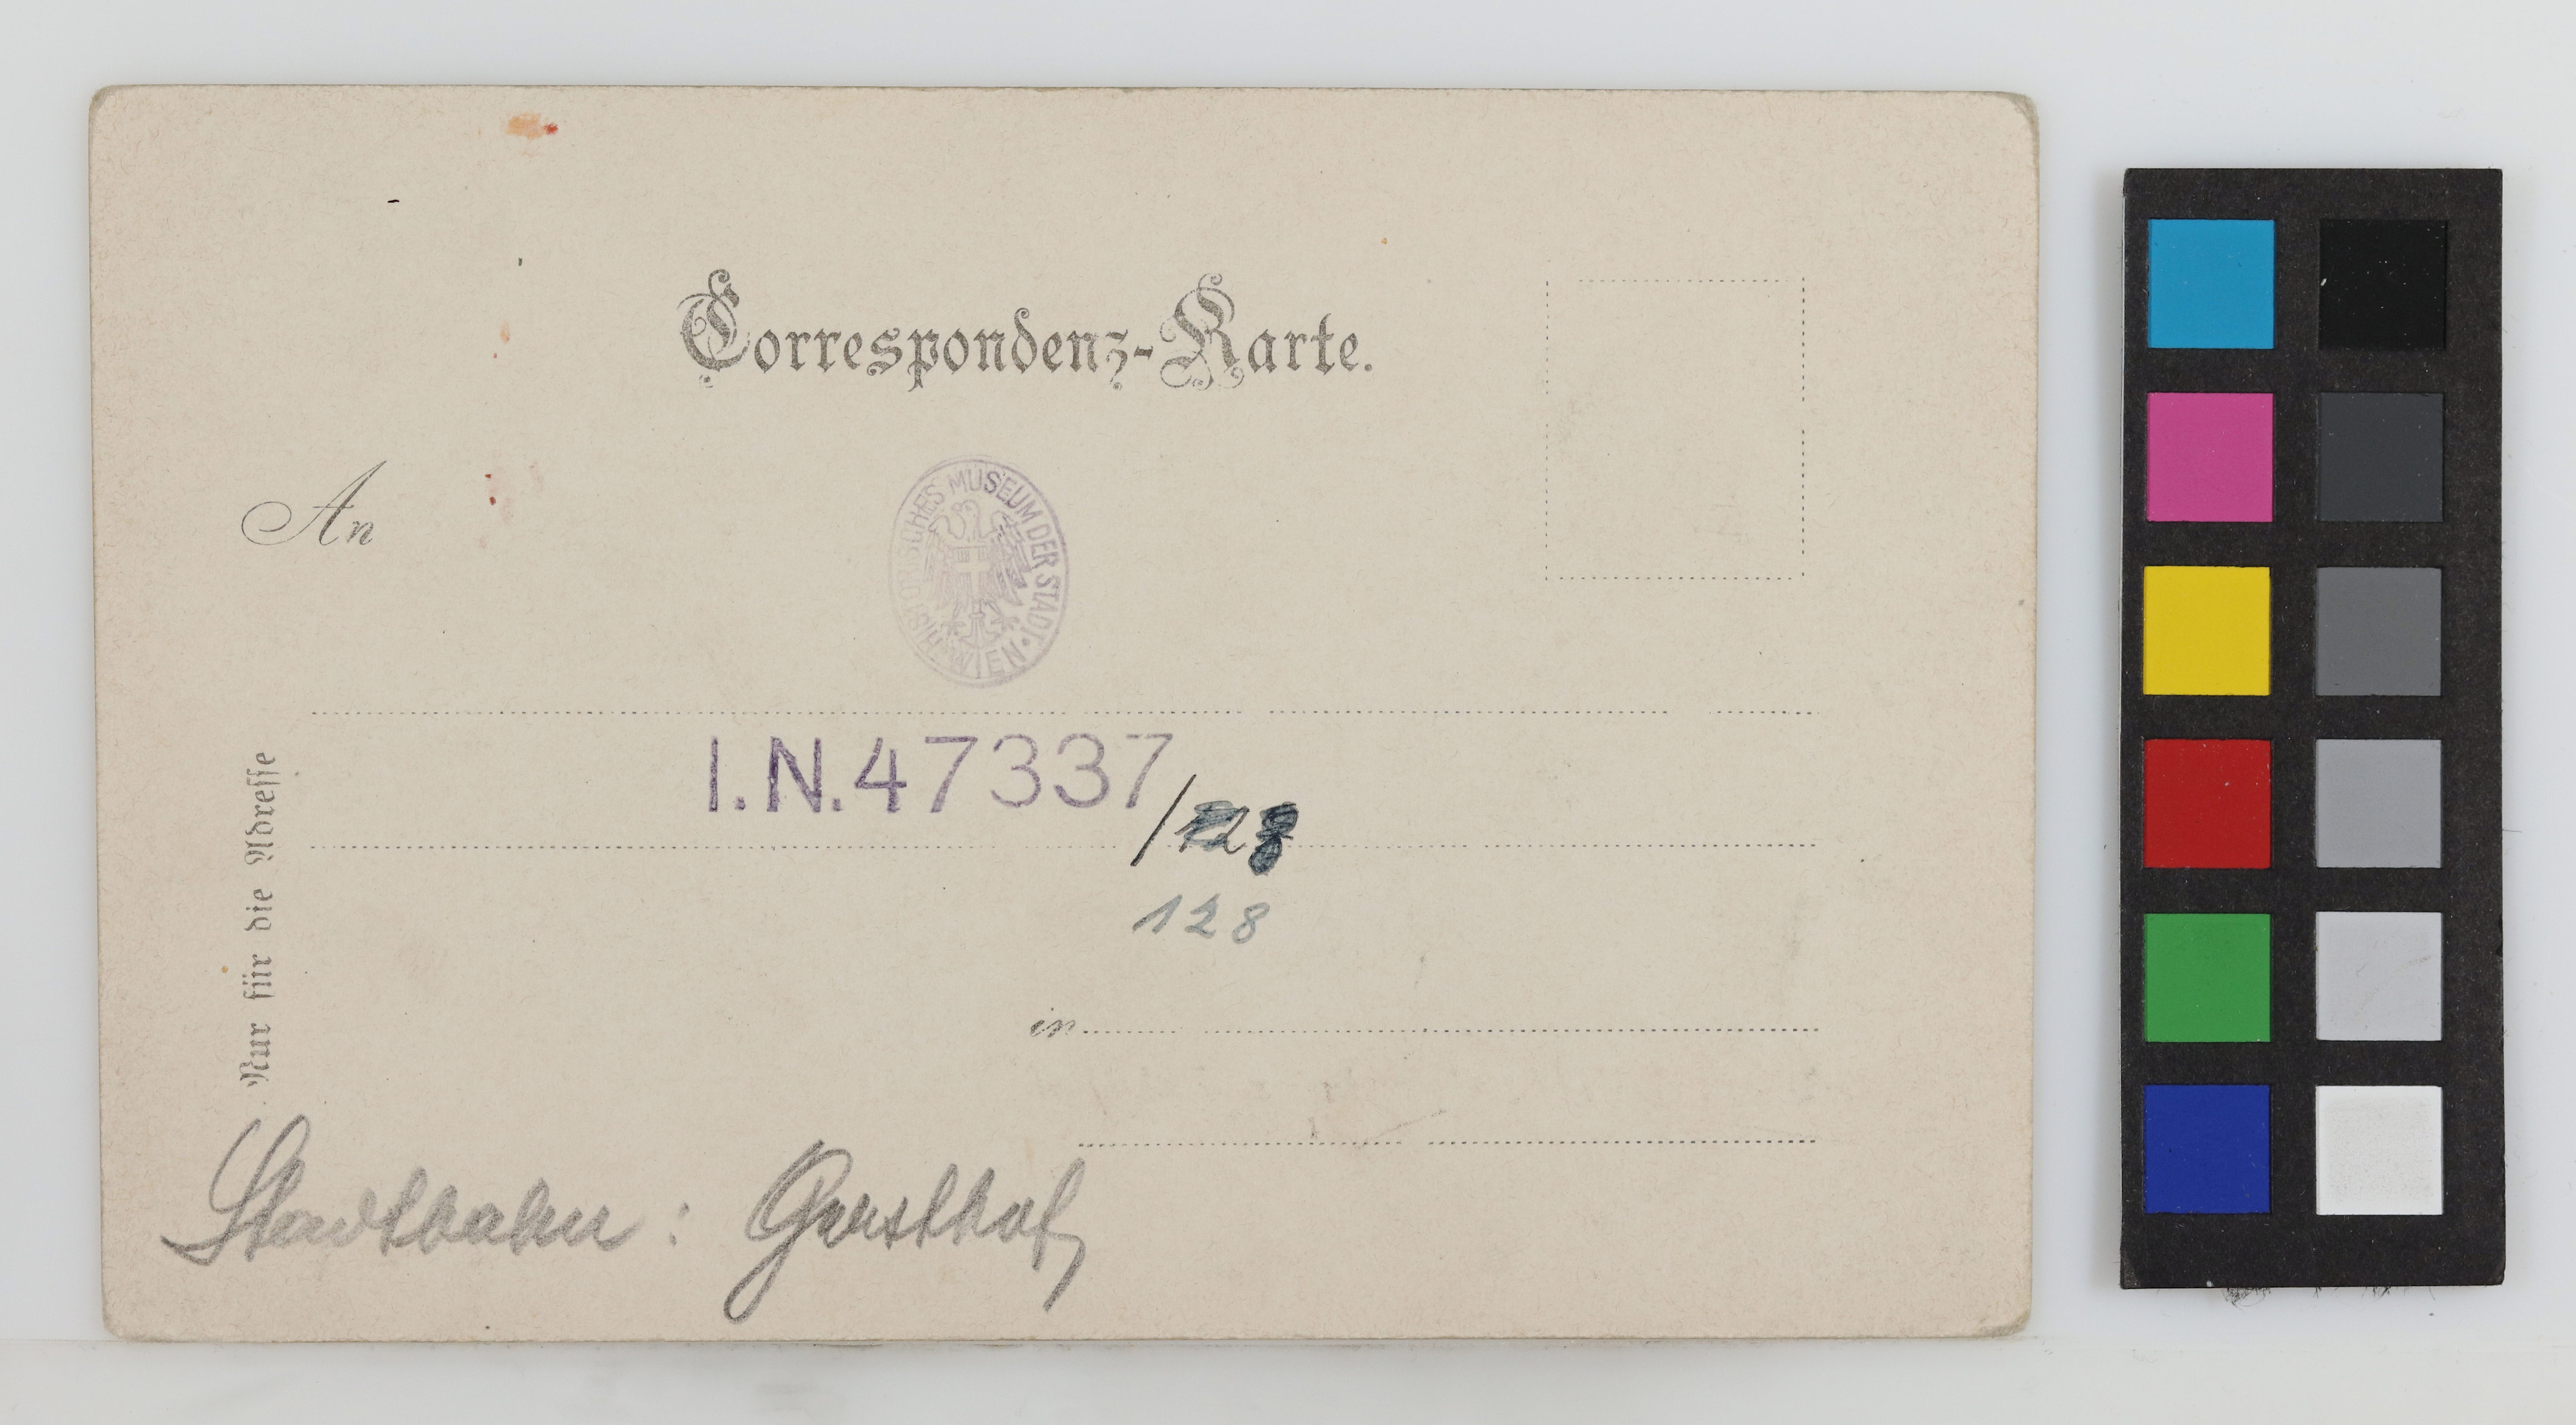 Correspondenz-Karte.
An
HISTORISCHES MUSEUM DER STADT WIEN
I.N.47337
/128
128
in
Nur für die Adresse
Stadtbahn: Gersthof